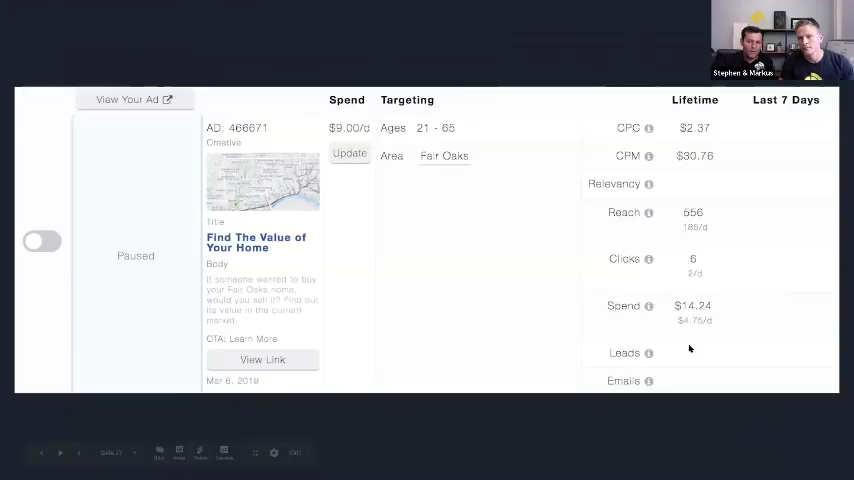 Stephen & Markus
View Your Ad
Spend
Targeting
Lifetime
Last 7 Days
AD: 466671
Creative
$9.00/d
Update
Ages 21 - 65
Area Fair Oaks
CPC $2.37
CPM $30.76
Relevancy
Reach 556
185/d
Clicks 6
2/d
Spend $14.24
$4.75/d
Leads
Emails
Paused
Title
Find The Value of
Your Home
Body
If someone wanted to buy
your Fair Oaks home,
would you sell it? Find out
its value in the current
market.
CTA: Learn More
View Link
Mar 6, 2019